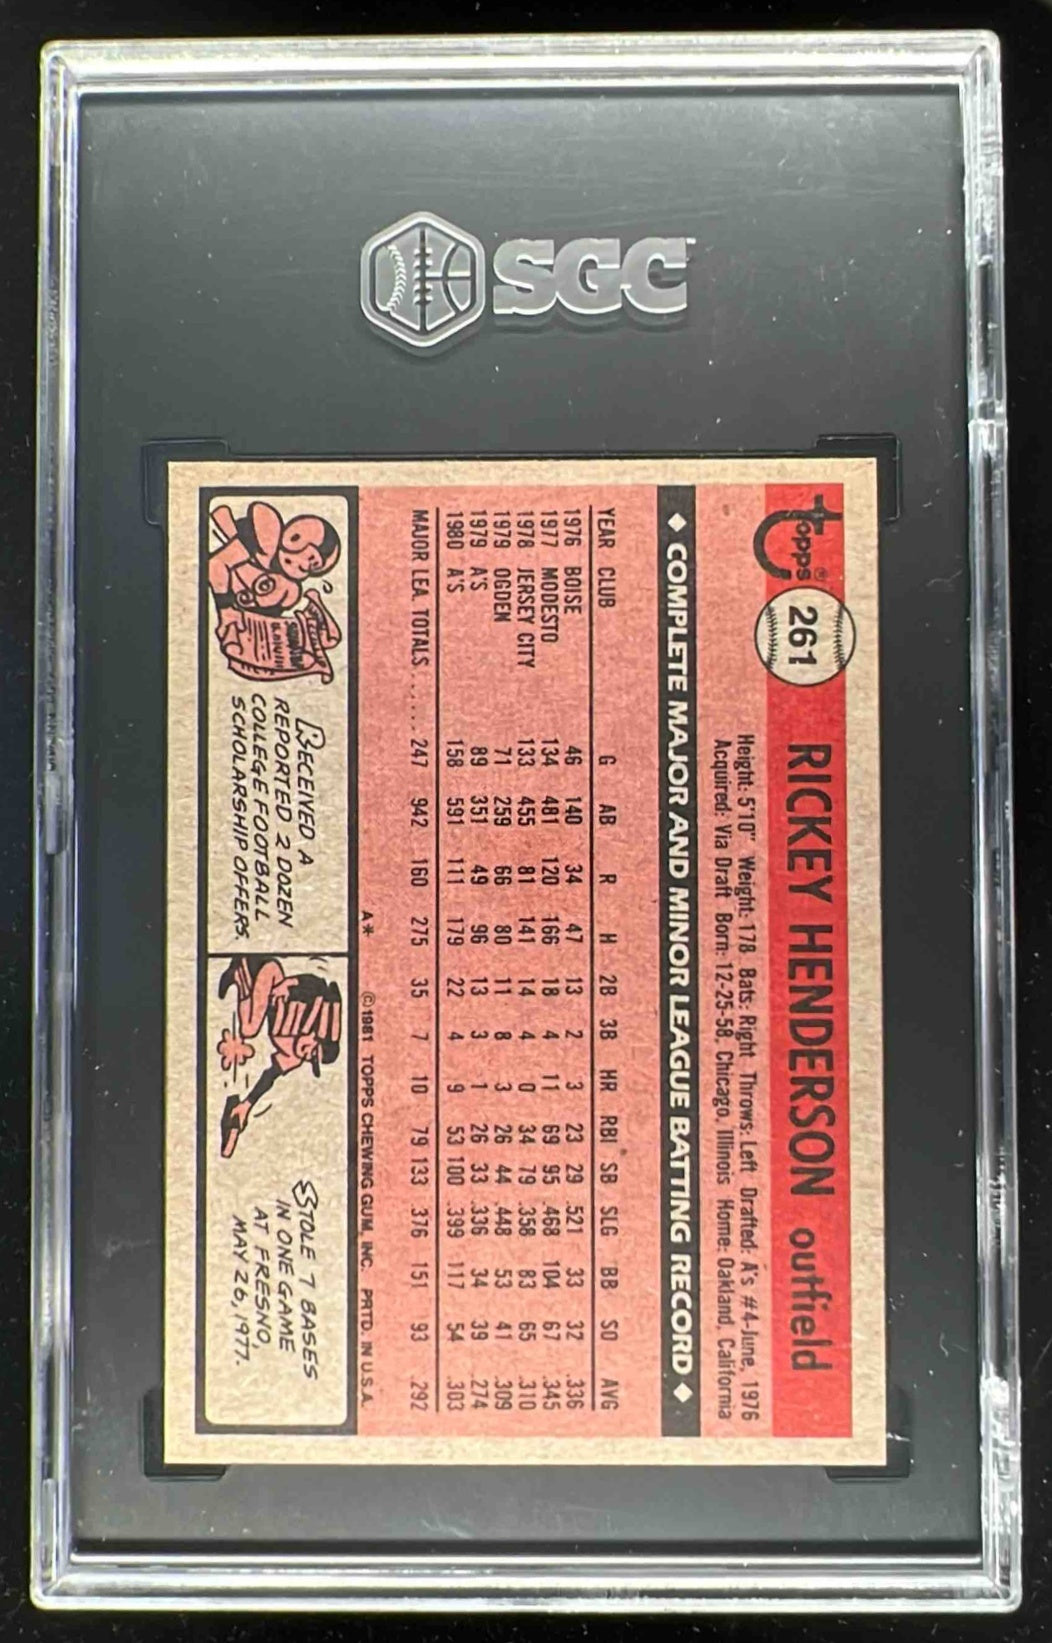 SGC
Topps®
261
RICKEY HENDERSON outfield
Height: 5'10" Weight: 178 Bats: Right Throws: Left Drafted: A's #4-June, 1976
Acquired: Via Draft Born: 12-25-58, Chicago, Illinois Home: Oakland, California
◆ COMPLETE MAJOR AND MINOR LEAGUE BATTING RECORD ◆
YEAR CLUB G AB R H 2B 3B HR RBI SB SLG BB SO AVG
1976 BOISE 46 140 34 47 13 2 3 23 29 .521 33 32 .336
1977 MODESTO 134 481 120 166 18 4 11 69 95 .468 104 67 .345
1978 JERSEY CITY 133 455 81 141 14 4 0 34 79 .358 83 65 .310
1979 OGDEN 71 259 66 80 11 8 3 26 44 .448 53 41 .309
1979 A'S 89 351 49 96 13 3 1 26 33 .336 34 39 .274
1980 A'S 158 591 111 179 22 4 9 53 100 .399 117 54 .303
MAJOR LEA. TOTALS ...... 247 942 160 275 35 7 10 79 133 .376 151 93 .292
A* ©1981 TOPPS CHEWING GUM, INC. PRTD. IN U.S.A.
RECEIVED A
REPORTED 2 DOZEN
COLLEGE FOOTBALL
SCHOLARSHIP OFFERS.
STOLE 7 BASES
IN ONE GAME
AT FRESNO,
MAY 26, 1977.